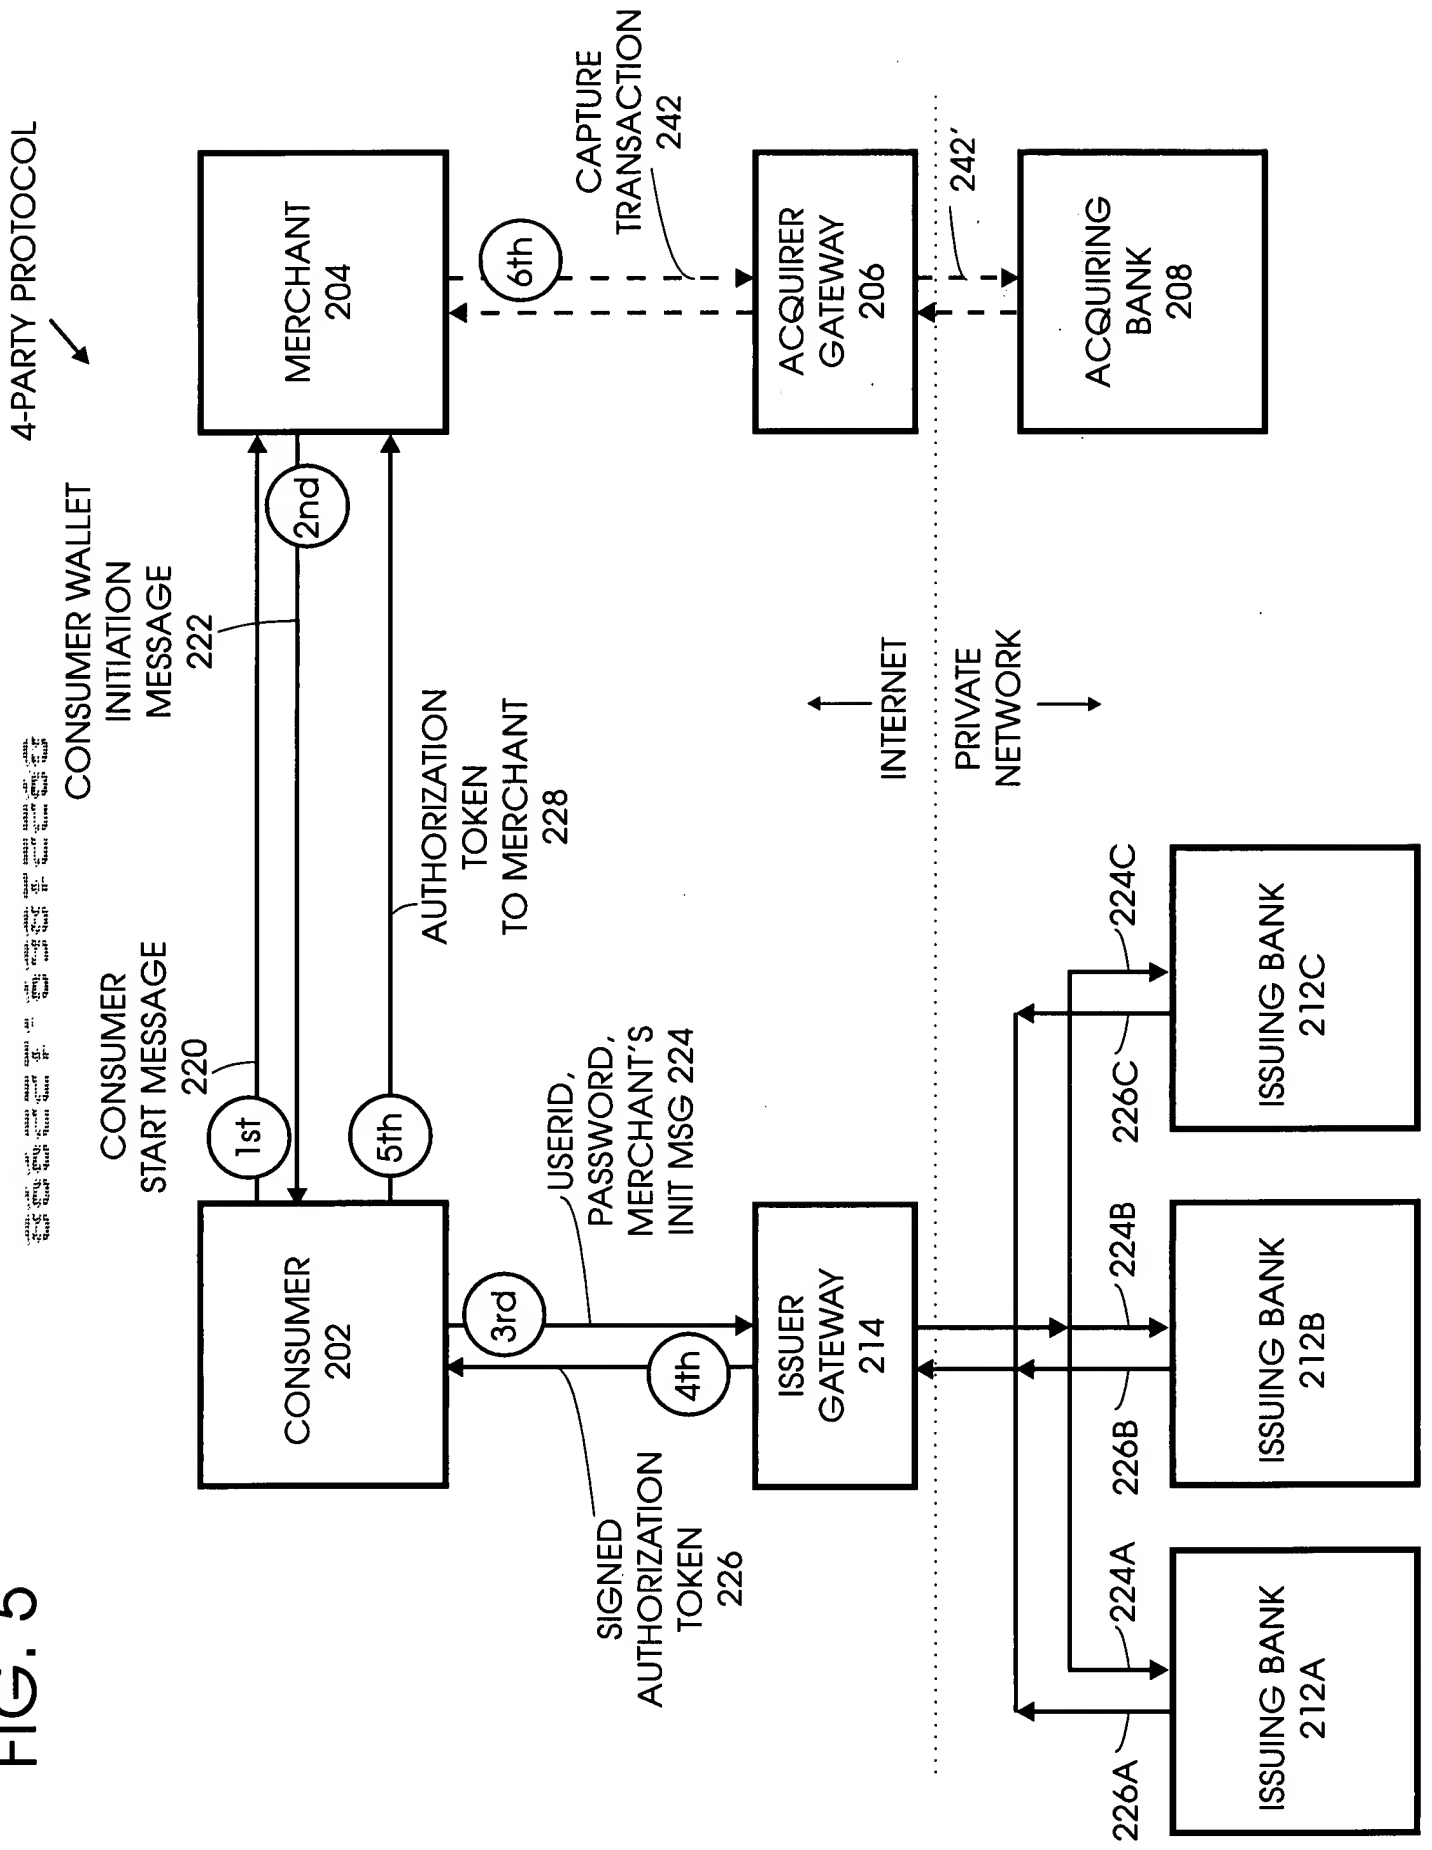 FIG. 5
4-PARTY PROTOCOL
CONSUMER
START MESSAGE
220
CONSUMER WALLET
INITIATION
MESSAGE
222
1st
2nd
CONSUMER
202
MERCHANT
204
5th
AUTHORIZATION
TOKEN
TO MERCHANT
228
3rd
USERID,
PASSWORD,
MERCHANT'S
INIT MSG 224
4th
SIGNED
AUTHORIZATION
TOKEN
226
6th
CAPTURE
TRANSACTION
242
ISSUER
GATEWAY
214
ACQUIRER
GATEWAY
206
INTERNET
PRIVATE
NETWORK
242'
ACQUIRING
BANK
208
226A
224A
226B
224B
226C
224C
ISSUING BANK
212A
ISSUING BANK
212B
ISSUING BANK
212C